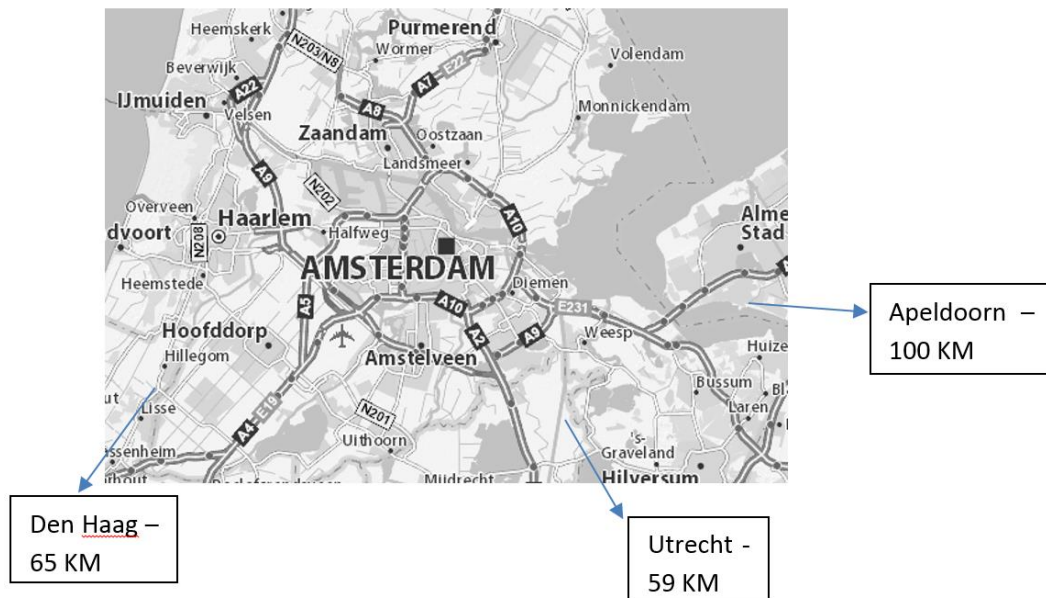 Heemskerk
Purmerend
N203/N8
Wormer
Volendam
Beverwijk
A7
E22
A22
IJmuiden
A8
Monnickendam
Velsen
Zaandam
Oostzaan
A9
Landsmeer
N202
Overveen
Haarlem
A10
Alme
Stad
dvoort
N208
Halfweg
AMSTERDAM
Heemstede
Diemen
A5
A10
E231
Hoofddorp
A2
A9
Weesp
Hillegom
Amstelveen
Huize
Bussum
ut
Lisse
E19
N201
Laren
Bl
A4
Uithoorn
's-
Graveland
ssenheim
Mijdrecht
Hilversum
Apeldoorn –
100 KM
Den Haag –
65 KM
Utrecht -
59 KM